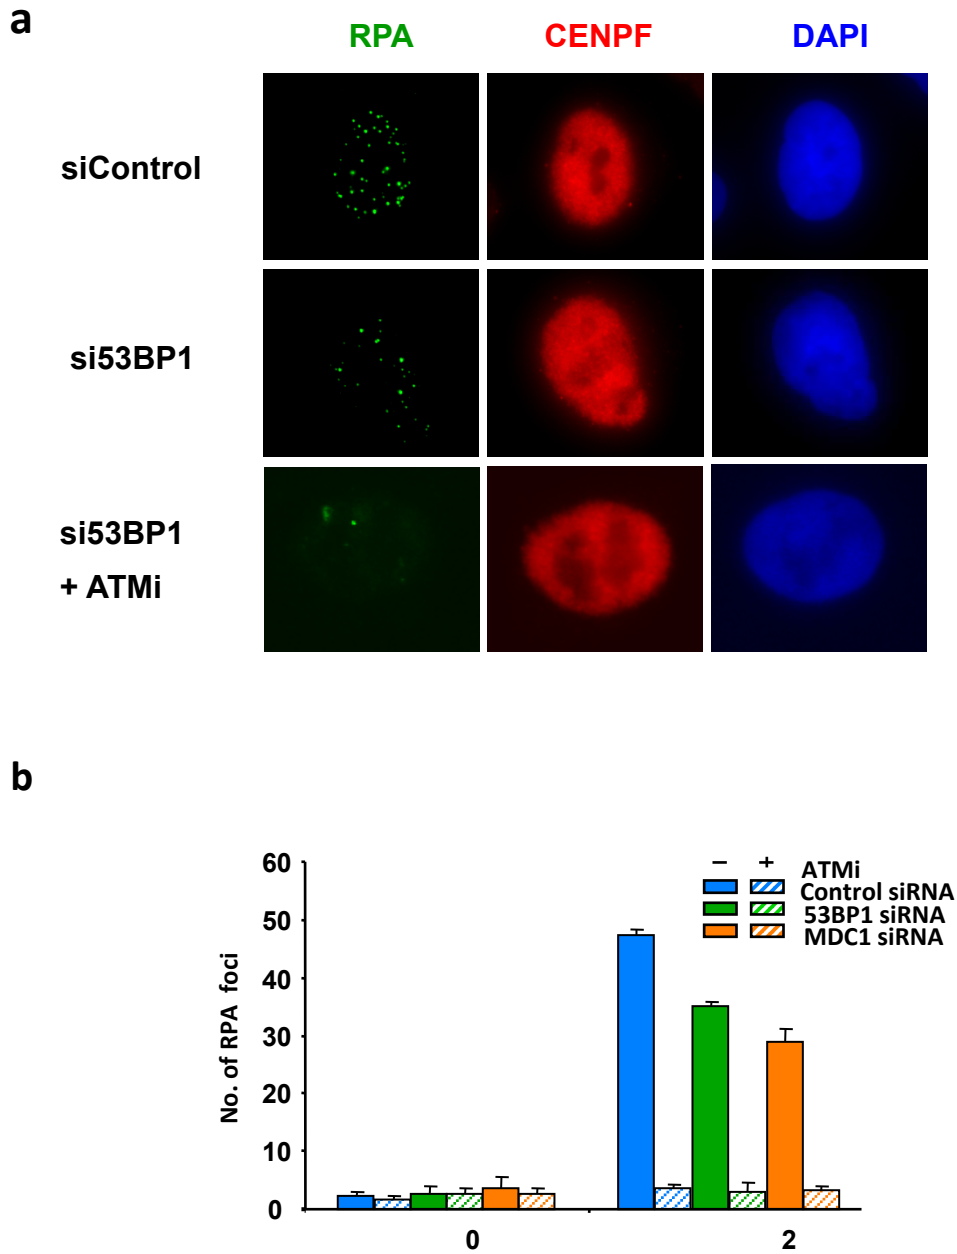 a
RPA CENPF DAPI
siControl
si53BP1
si53BP1
+ ATMi
b
60
50
40
30
20
10
0
No. of RPA foci
– + ATMi
Control siRNA
53BP1 siRNA
MDC1 siRNA
0 2